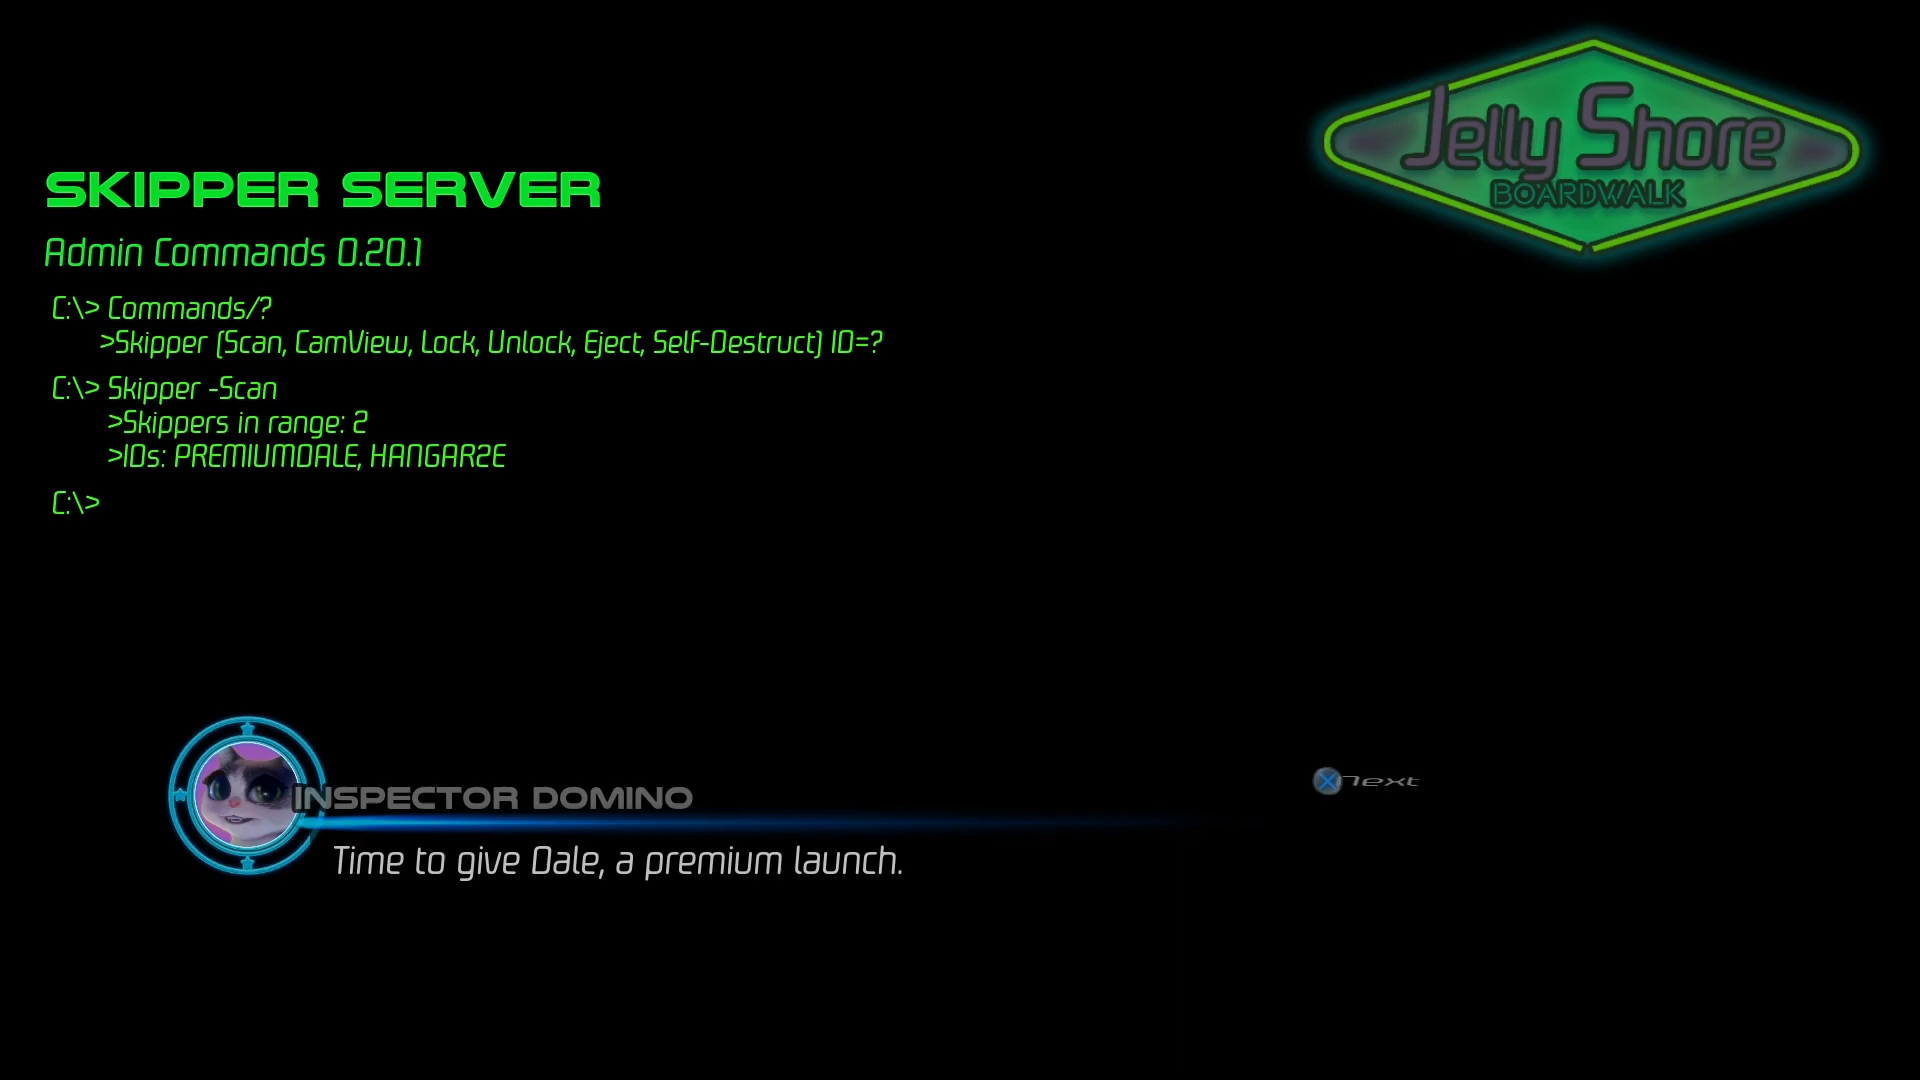 Jelly Shore
BOARDWALK
SKIPPER SERVER
Admin Commands 0.20.1
C:\> Commands/?
>Skipper (Scan, CamView, Lock, Unlock, Eject, Self-Destruct) ID=?
C:\> Skipper -Scan
>Skippers in range: 2
>IDs: PREMIUMDALE, HANGAR2E
C:\>
INSPECTOR DOMINO
Next
Time to give Dale, a premium launch.